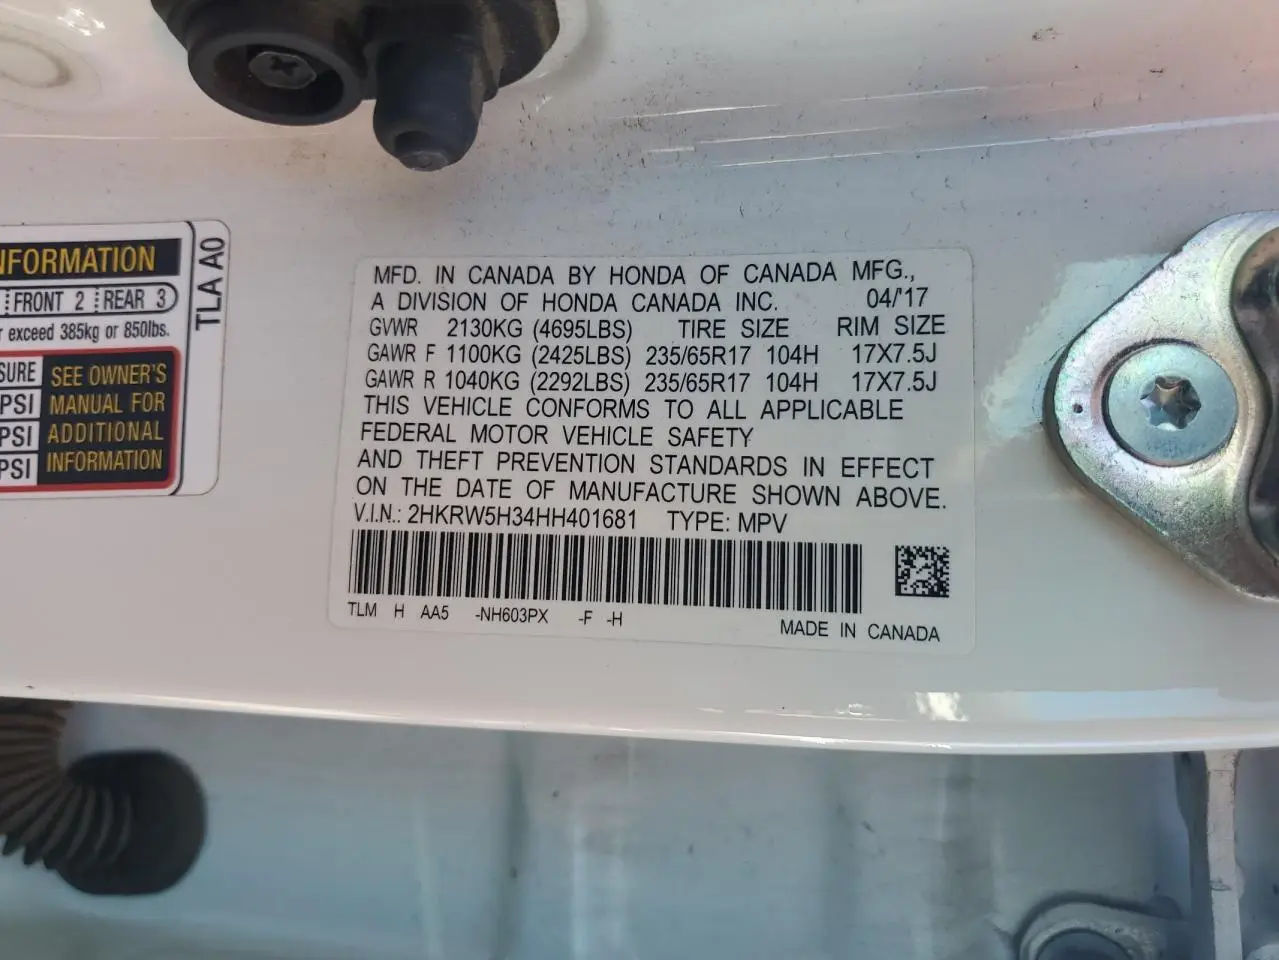 NFORMATION
FRONT 2 REAR 3
exceed 385kg or 850lbs.
SURE
PSI
PSI
PSI
SEE OWNER'S
MANUAL FOR
ADDITIONAL
INFORMATION
TLA A0
MFD. IN CANADA BY HONDA OF CANADA MFG.,
A DIVISION OF HONDA CANADA INC. 04/'17
GVWR 2130KG (4695LBS) TIRE SIZE RIM SIZE
GAWR F 1100KG (2425LBS) 235/65R17 104H 17X7.5J
GAWR R 1040KG (2292LBS) 235/65R17 104H 17X7.5J
THIS VEHICLE CONFORMS TO ALL APPLICABLE
FEDERAL MOTOR VEHICLE SAFETY
AND THEFT PREVENTION STANDARDS IN EFFECT
ON THE DATE OF MANUFACTURE SHOWN ABOVE.
V.I.N.: 2HKRW5H34HH401681 TYPE: MPV
TLM H AA5 -NH603PX -F -H
MADE IN CANADA